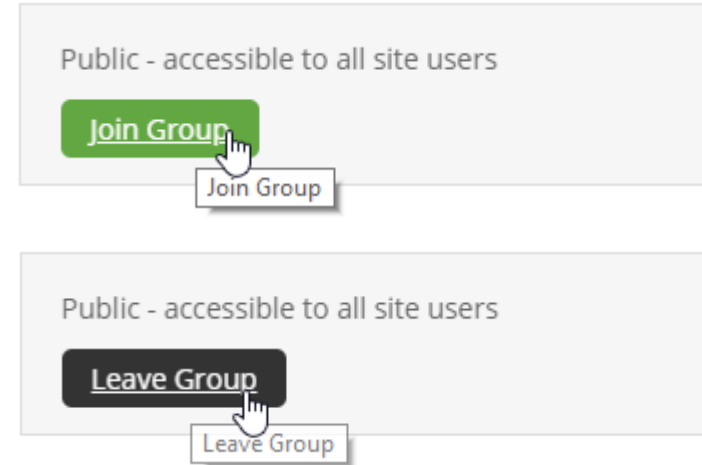 Public - accessible to all site users
Join Group
Join Group
Public - accessible to all site users
Leave Group
Leave Group